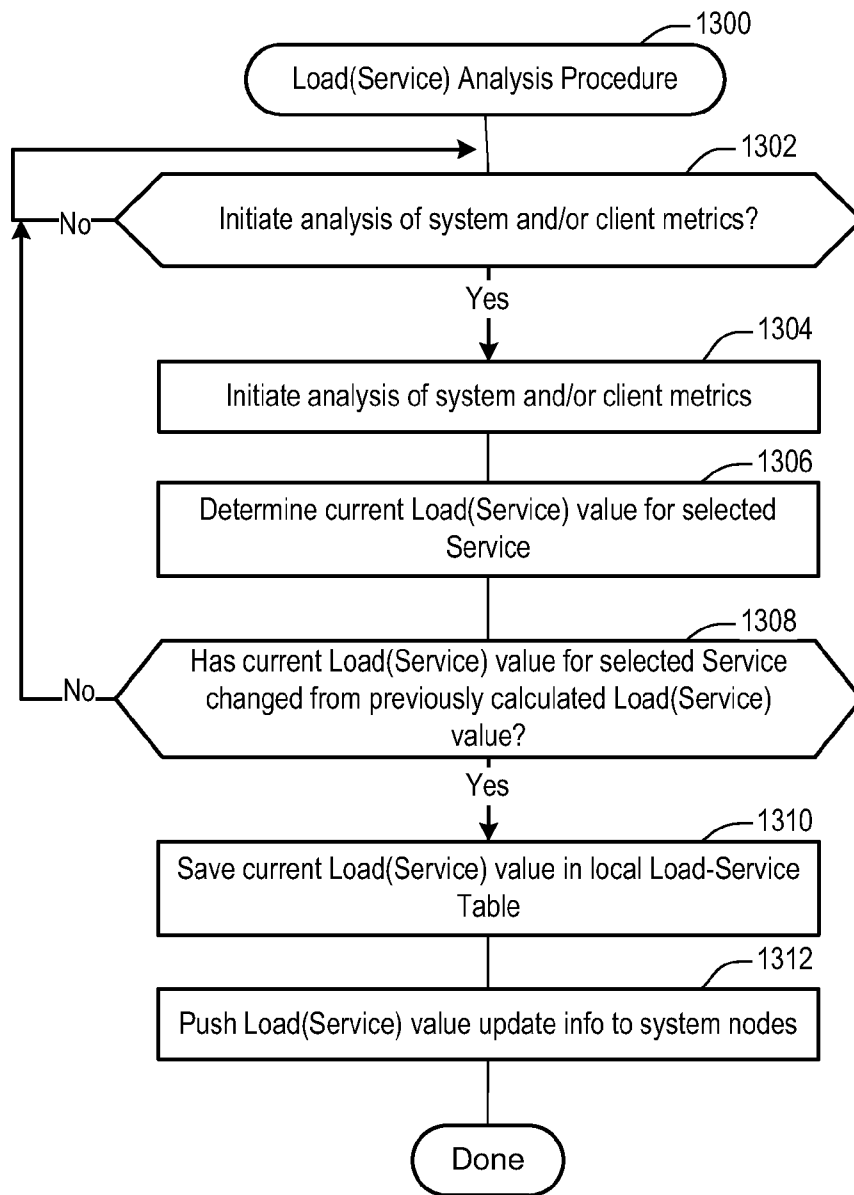 1300
Load(Service) Analysis Procedure
1302
Initiate analysis of system and/or client metrics?
No
Yes
1304
Initiate analysis of system and/or client metrics
1306
Determine current Load(Service) value for selected
Service
1308
Has current Load(Service) value for selected Service
changed from previously calculated Load(Service)
value?
No
Yes
1310
Save current Load(Service) value in local Load-Service
Table
1312
Push Load(Service) value update info to system nodes
Done